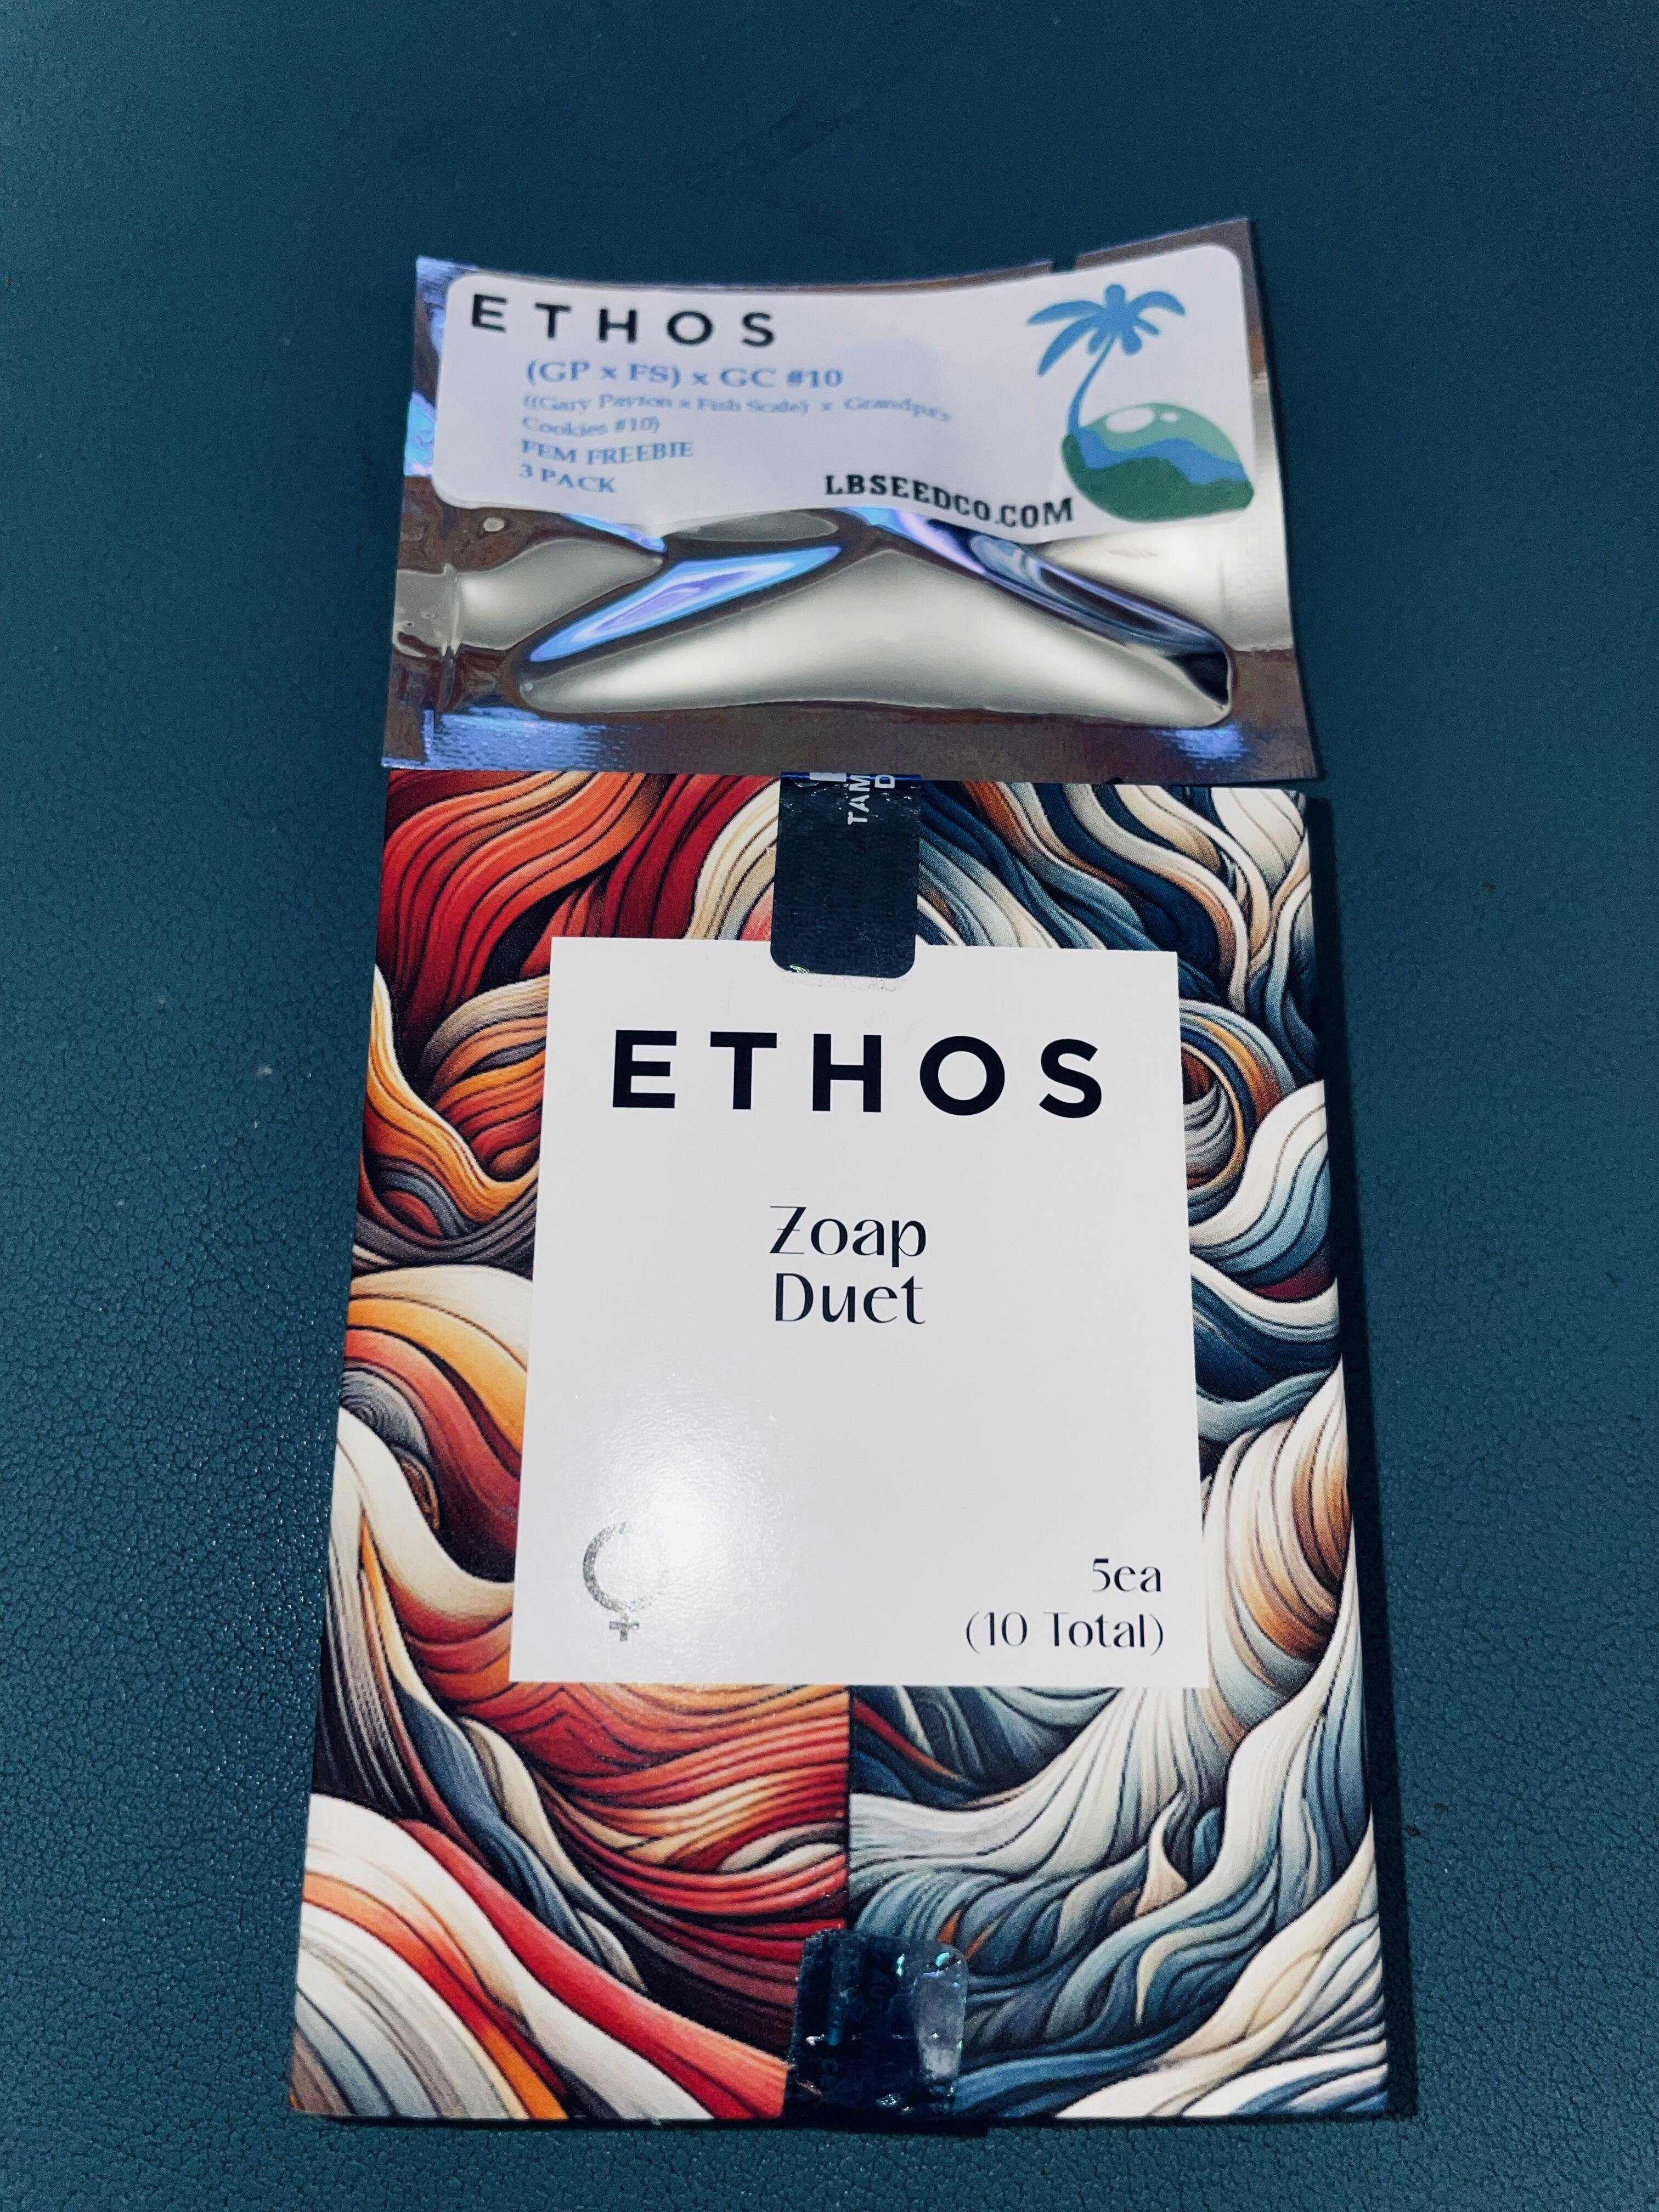 ETHOS
(GP x FS) x GC #10
((Gary Payton x Fish Scale) x Grandpa's
Cookies #10)
FEM FREEBIE
3 PACK
LBSEEDCO.COM
ETHOS
Zoap
Duet
5ea
(10 Total)